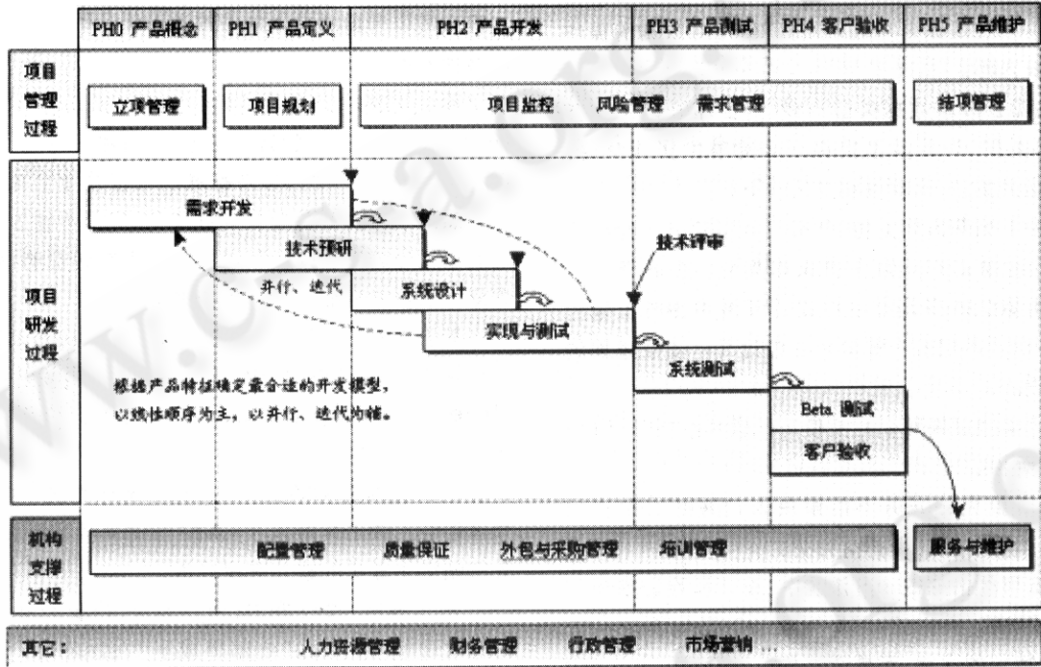 PH0 产品概念 PH1 产品定义 PH2 产品开发 PH3 产品测试 PH4 客户验收 PH5 产品维护
项目
管理
过程
立项管理 项目规划 项目监控 风险管理 需求管理 结项管理
需求开发
技术预研
技术评审
并行、迭代
系统设计
项目
研发
过程
实现与测试
系统测试
根据产品特征确定最合适的开发模型,
以线性顺序为主,以并行、迭代为辅。
Beta 测试
客户验收
机构
支撑
过程
配置管理 质量保证 外包与采购管理 培训管理 服务与维护
其它: 人力资源管理 财务管理 行政管理 市场营销 ...